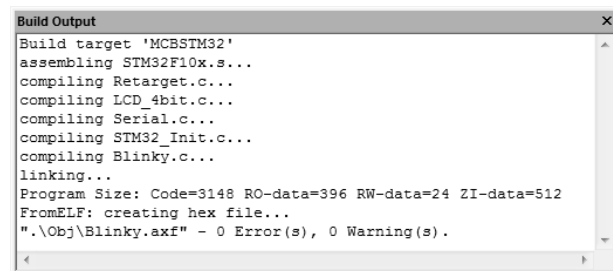 Build Output
Build target 'MCBSTM32'
assembling STM32F10x.s...
compiling Retarget.c...
compiling LCD_4bit.c...
compiling Serial.c...
compiling STM32_Init.c...
compiling Blinky.c...
linking...
Program Size: Code=3148 RO-data=396 RW-data=24 ZI-data=512
FromELF: creating hex file...
".\Obj\Blinky.axf" - 0 Error(s), 0 Warning(s).